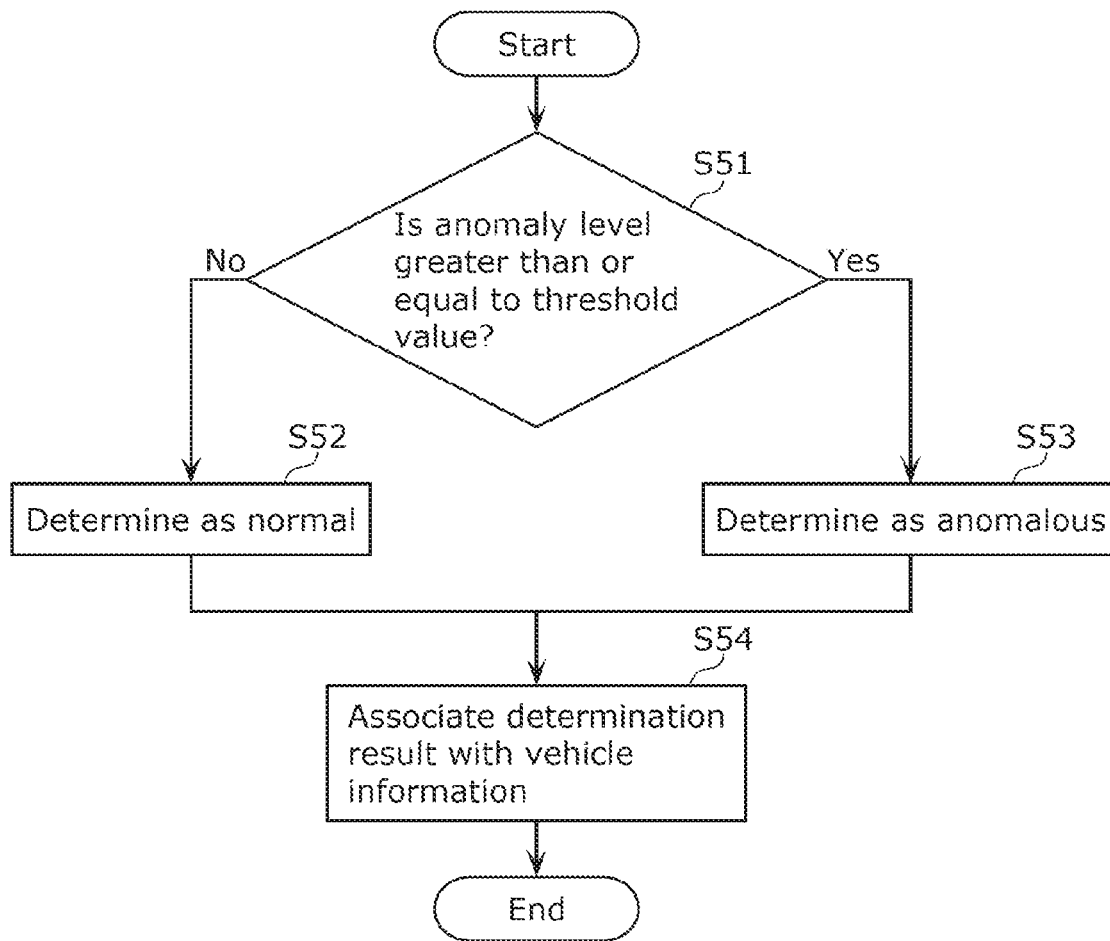 Start
S51
Is anomaly level
greater than or
equal to threshold
value?
No
Yes
S52
S53
Determine as normal
Determine as anomalous
S54
Associate determination
result with vehicle
information
End